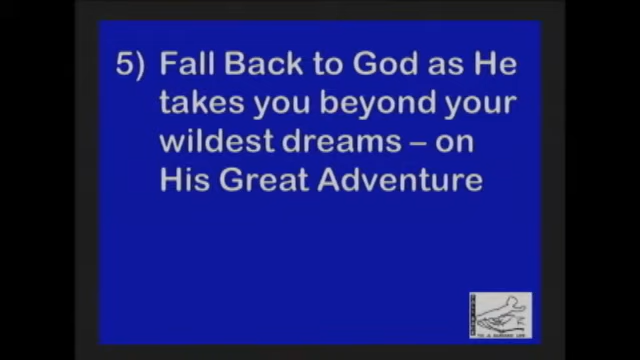 5) Fall Back to God as He
takes you beyond your
wildest dreams – on
His Great Adventure